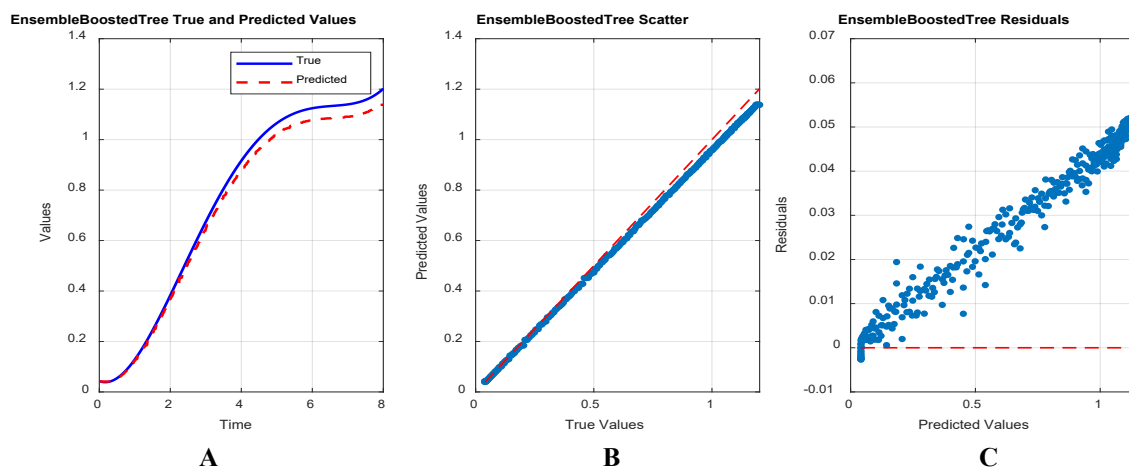 EnsembleBoostedTree True and Predicted Values
1.4
1.2
1
0.8
0.6
0.4
0.2
0
0
2
4
6
8
Values
Time
True
Predicted
A
EnsembleBoostedTree Scatter
1.4
1.2
1
0.8
0.6
0.4
0.2
0
0
0.5
1
Predicted Values
True Values
B
EnsembleBoostedTree Residuals
0.07
0.06
0.05
0.04
0.03
0.02
0.01
0
-0.01
0
0.5
1
Residuals
Predicted Values
C